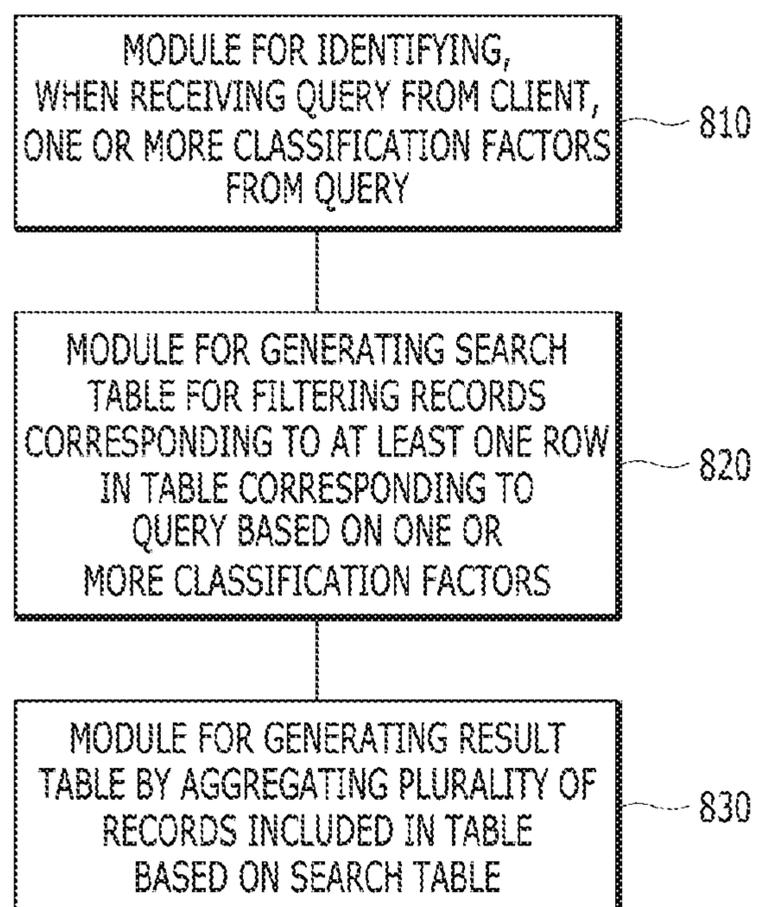 MODULE FOR IDENTIFYING,
WHEN RECEIVING QUERY FROM CLIENT,
ONE OR MORE CLASSIFICATION FACTORS
FROM QUERY
810
MODULE FOR GENERATING SEARCH
TABLE FOR FILTERING RECORDS
CORRESPONDING TO AT LEAST ONE ROW
IN TABLE CORRESPONDING TO
QUERY BASED ON ONE OR
MORE CLASSIFICATION FACTORS
820
MODULE FOR GENERATING RESULT
TABLE BY AGGREGATING PLURALITY OF
RECORDS INCLUDED IN TABLE
BASED ON SEARCH TABLE
830